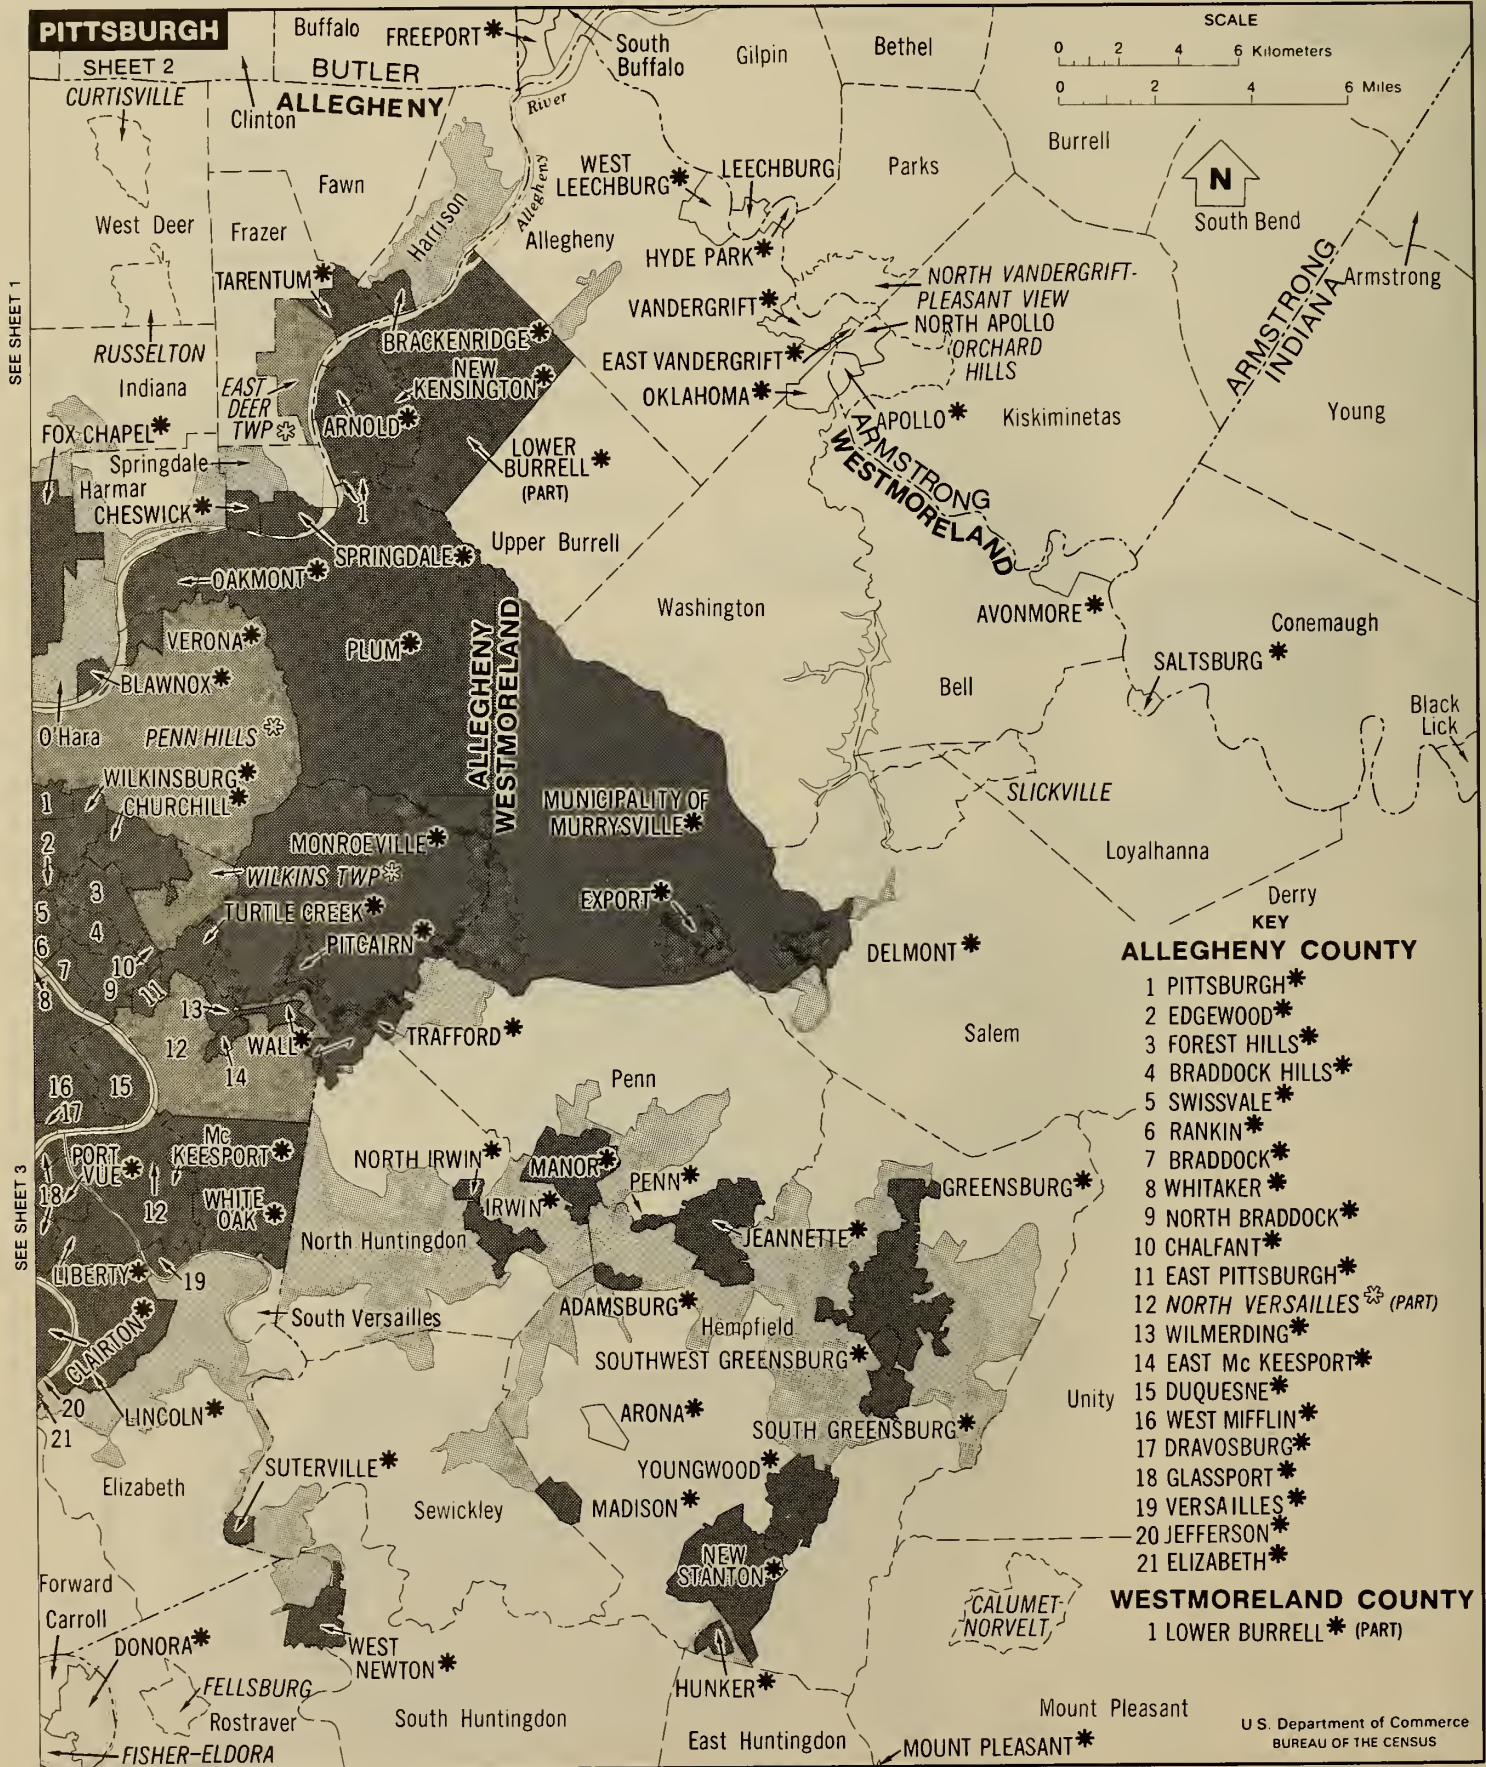 PITTSBURGH
SHEET 2
Buffalo
FREEPORT*
South
Buffalo
Gilpin
Bethel
SCALE
0 2 4 6 Kilometers
0 2 4 6 Miles
BUTLER
ALLEGHENY
CURTISVILLE
Clinton
River
Allegheny
Burrell
N
South Bend
WEST
LEECHBURG*
LEECHBURG
Parks
Fawn
Harrison
West Deer
Frazer
Allegheny
HYDE PARK*
TARENTUM*
NORTH VANDERGRIFT-
PLEASANT VIEW
VANDERGRIFT*
NORTH APOLLO
ARMSTRONG
INDIANA
Armstrong
SEE SHEET 1
RUSSELTON
BRACKENRIDGE*
NEW
KENSINGTON*
EAST VANDERGRIFT*
ORCHARD
HILLS
Indiana
EAST
DEER
TWP*
OKLAHOMA*
APOLLO*
Kiskiminetas
Young
FOX CHAPEL*
ARNOLD*
ARMSTRONG
WESTMORELAND
Springdale
LOWER
BURRELL*
(PART)
Harmar
CHESWICK*
1
SPRINGDALE*
Upper Burrell
OAKMONT*
Washington
AVONMORE*
Conemaugh
VERONA*
PLUM*
ALLEGHENY
WESTMORELAND
SALTSBURG*
BLAWNOX*
Bell
Black
Lick
O'Hara
PENN HILLS*
WILKINSBURG*
CHURCHILL*
1
2
MUNICIPALITY OF
MURRYSVILLE*
SLICKVILLE
MONROEVILLE*
Loyalhanna
WILKINS TWP*
3
EXPORT*
Derry
5
TURTLE CREEK*
4
6
PITCAIRN*
7
10
8
9
11
DELMONT*
13
12
WALL*
TRAFFORD*
Salem
14
16
15
17
Penn
Mc
KEESPORT*
PORT
VUE*
NORTH IRWIN*
MANOR*
PENN*
GREENSBURG*
18
12
WHITE
OAK*
IRWIN*
SEE SHEET 3
North Huntingdon
JEANNETTE*
LIBERTY*
19
South Versailles
ADAMSBURG*
Hempfield
CLAIRTON*
SOUTHWEST GREENSBURG*
20
LINCOLN*
21
ARONA*
Unity
SOUTH GREENSBURG*
SUTERVILLE*
YOUNGWOOD*
Elizabeth
Sewickley
MADISON*
NEW
STANTON*
Forward
Carroll
CALUMET-
NORVELT
DONORA*
WEST
NEWTON*
FELLSBURG
HUNKER*
Rostraver
South Huntingdon
Mount Pleasant
East Huntingdon
FISHER-ELDORA
MOUNT PLEASANT*
KEY
ALLEGHENY COUNTY
1 PITTSBURGH*
2 EDGEWOOD*
3 FOREST HILLS*
4 BRADDOCK HILLS*
5 SWISSVALE*
6 RANKIN*
7 BRADDOCK*
8 WHITAKER*
9 NORTH BRADDOCK*
10 CHALFANT*
11 EAST PITTSBURGH*
12 NORTH VERSAILLES* (PART)
13 WILMERDING*
14 EAST Mc KEESPORT*
15 DUQUESNE*
16 WEST MIFFLIN*
17 DRAVOSBURG*
18 GLASSPORT*
19 VERSAILLES*
20 JEFFERSON*
21 ELIZABETH*
WESTMORELAND COUNTY
1 LOWER BURRELL* (PART)
U S. Department of Commerce
BUREAU OF THE CENSUS